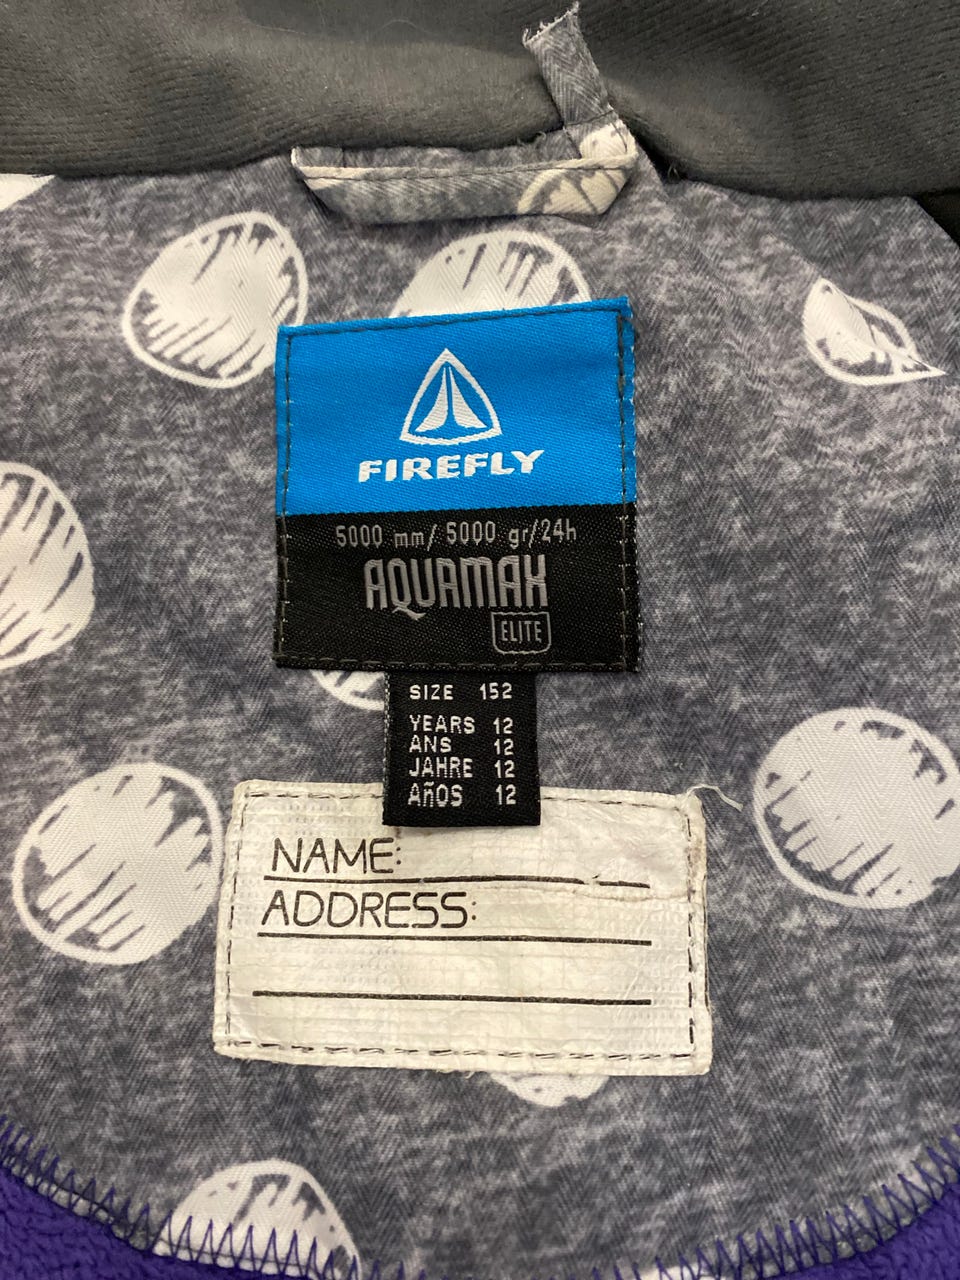 FIREFLY
5000 mm/ 5000 gr/24h
AQUAMAX
ELITE
SIZE 152
YEARS 12
ANS 12
JAHRE 12
AÑOS 12
NAME:
ADDRESS: